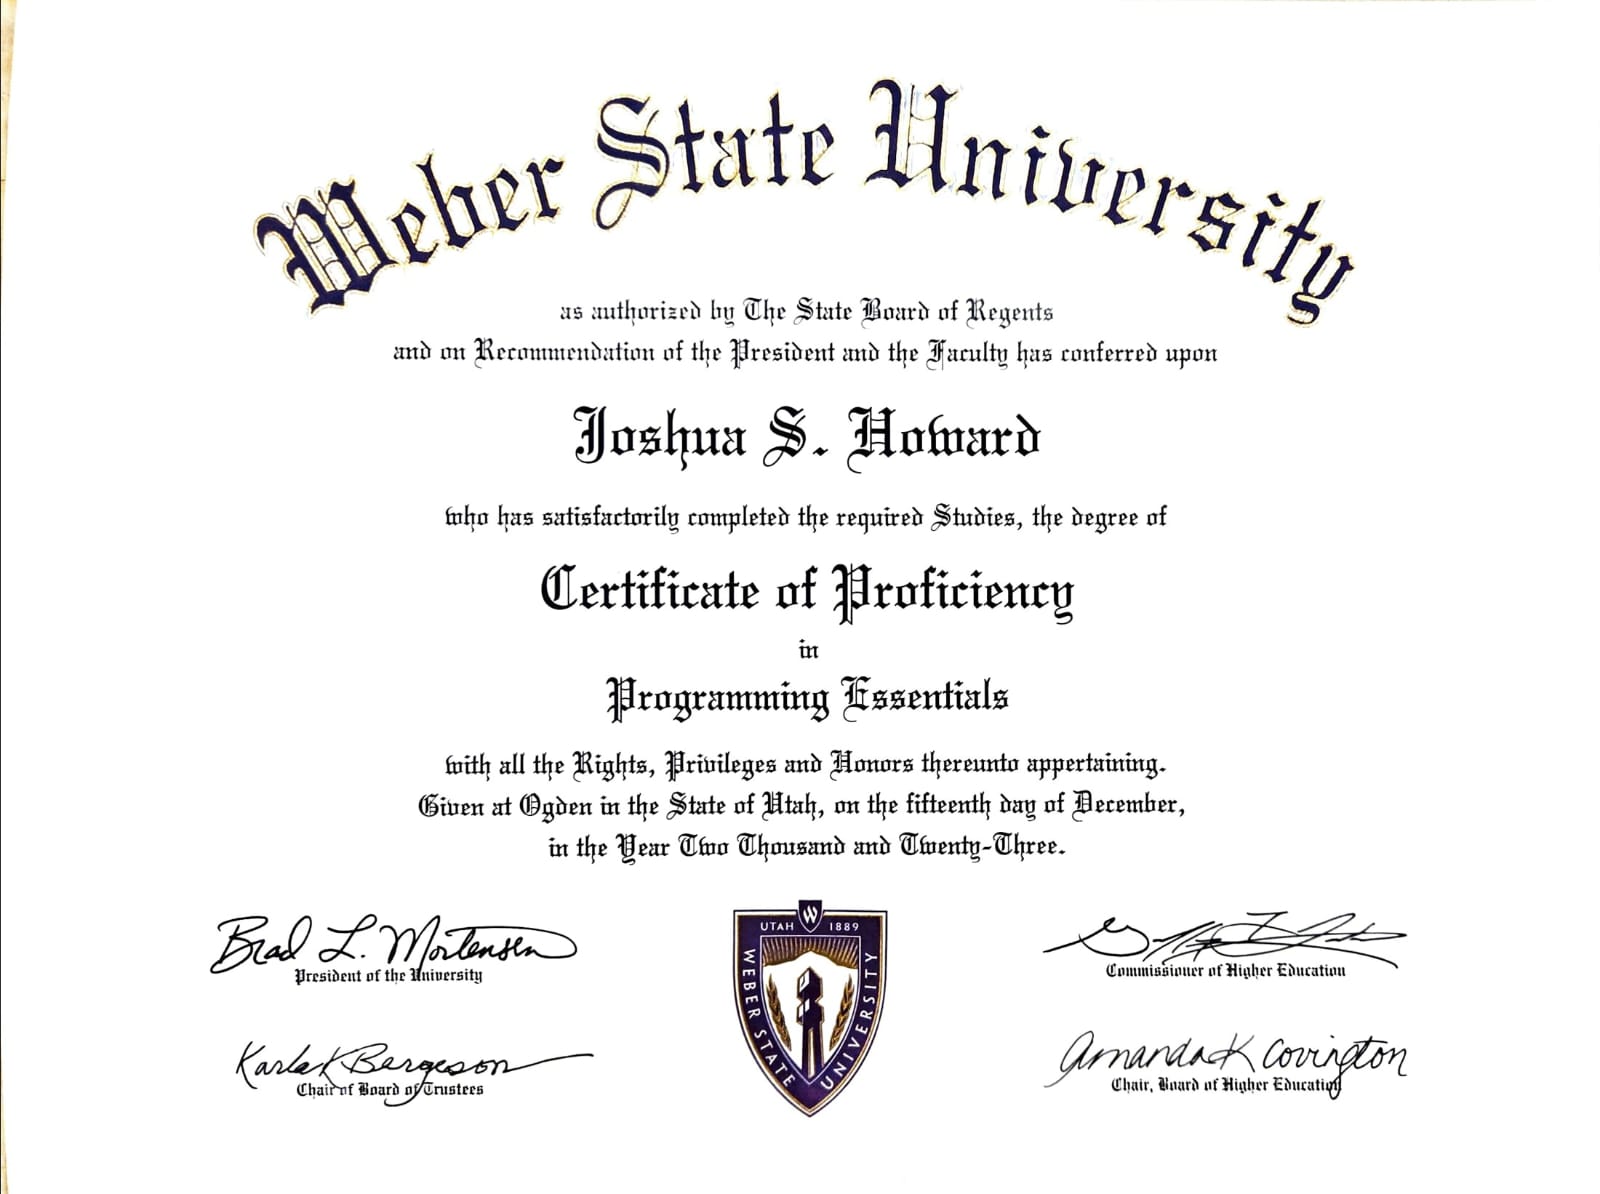 Weber State University
as authorized by The State Board of Regents
and on Recommendation of the President and the Faculty has conferred upon
Joshua S. Howard
who has satisfactorily completed the required Studies, the degree of
Certificate of Proficiency
in
Programming Essentials
with all the Rights, Privileges and Honors thereunto appertaining.
Given at Ogden in the State of Utah, on the fifteenth day of December,
in the Year Two Thousand and Twenty-Three.
Brad L. Mortensen
President of the University
Commissioner of Higher Education
Karla K Bergeson
Chair of Board of Trustees
Amanda K Covington
Chair, Board of Higher Education
W
UTAH 1889
WEBER STATE UNIVERSITY